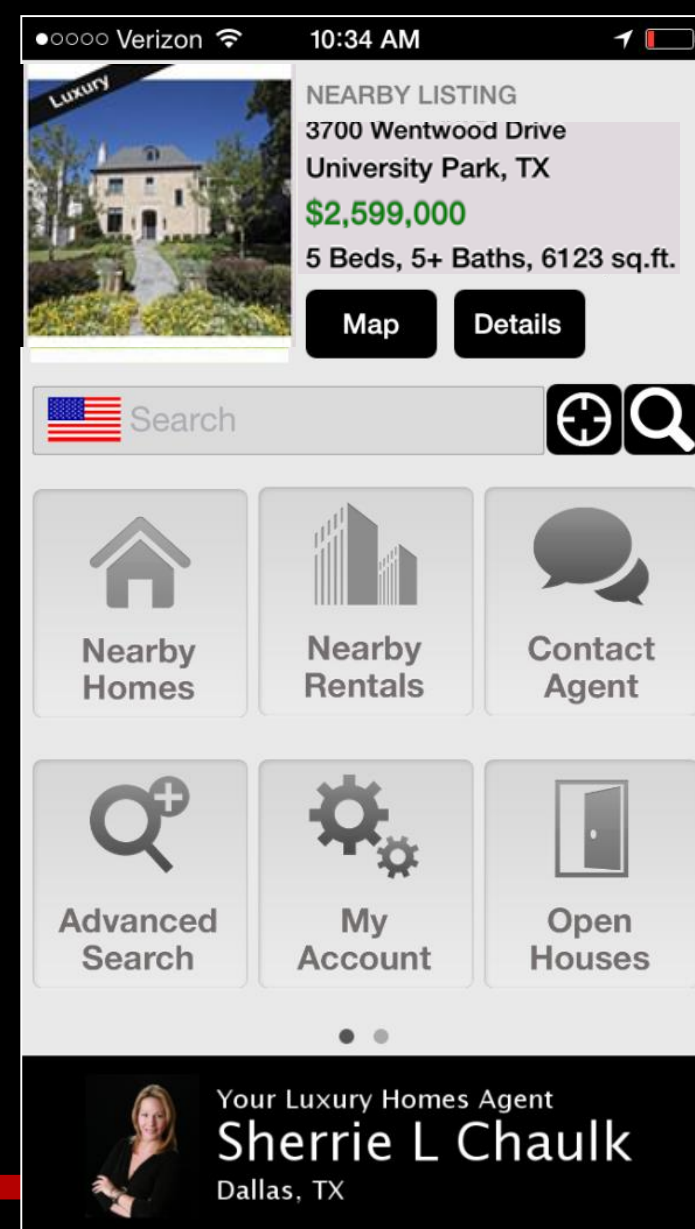 Verizon 10:34 AM
Luxury
NEARBY LISTING
3700 Wentwood Drive
University Park, TX
$2,599,000
5 Beds, 5+ Baths, 6123 sq.ft.
Map Details
Search
Nearby Homes
Nearby Rentals
Contact Agent
Advanced Search
My Account
Open Houses
Your Luxury Homes Agent
Sherrie L Chaulk
Dallas, TX